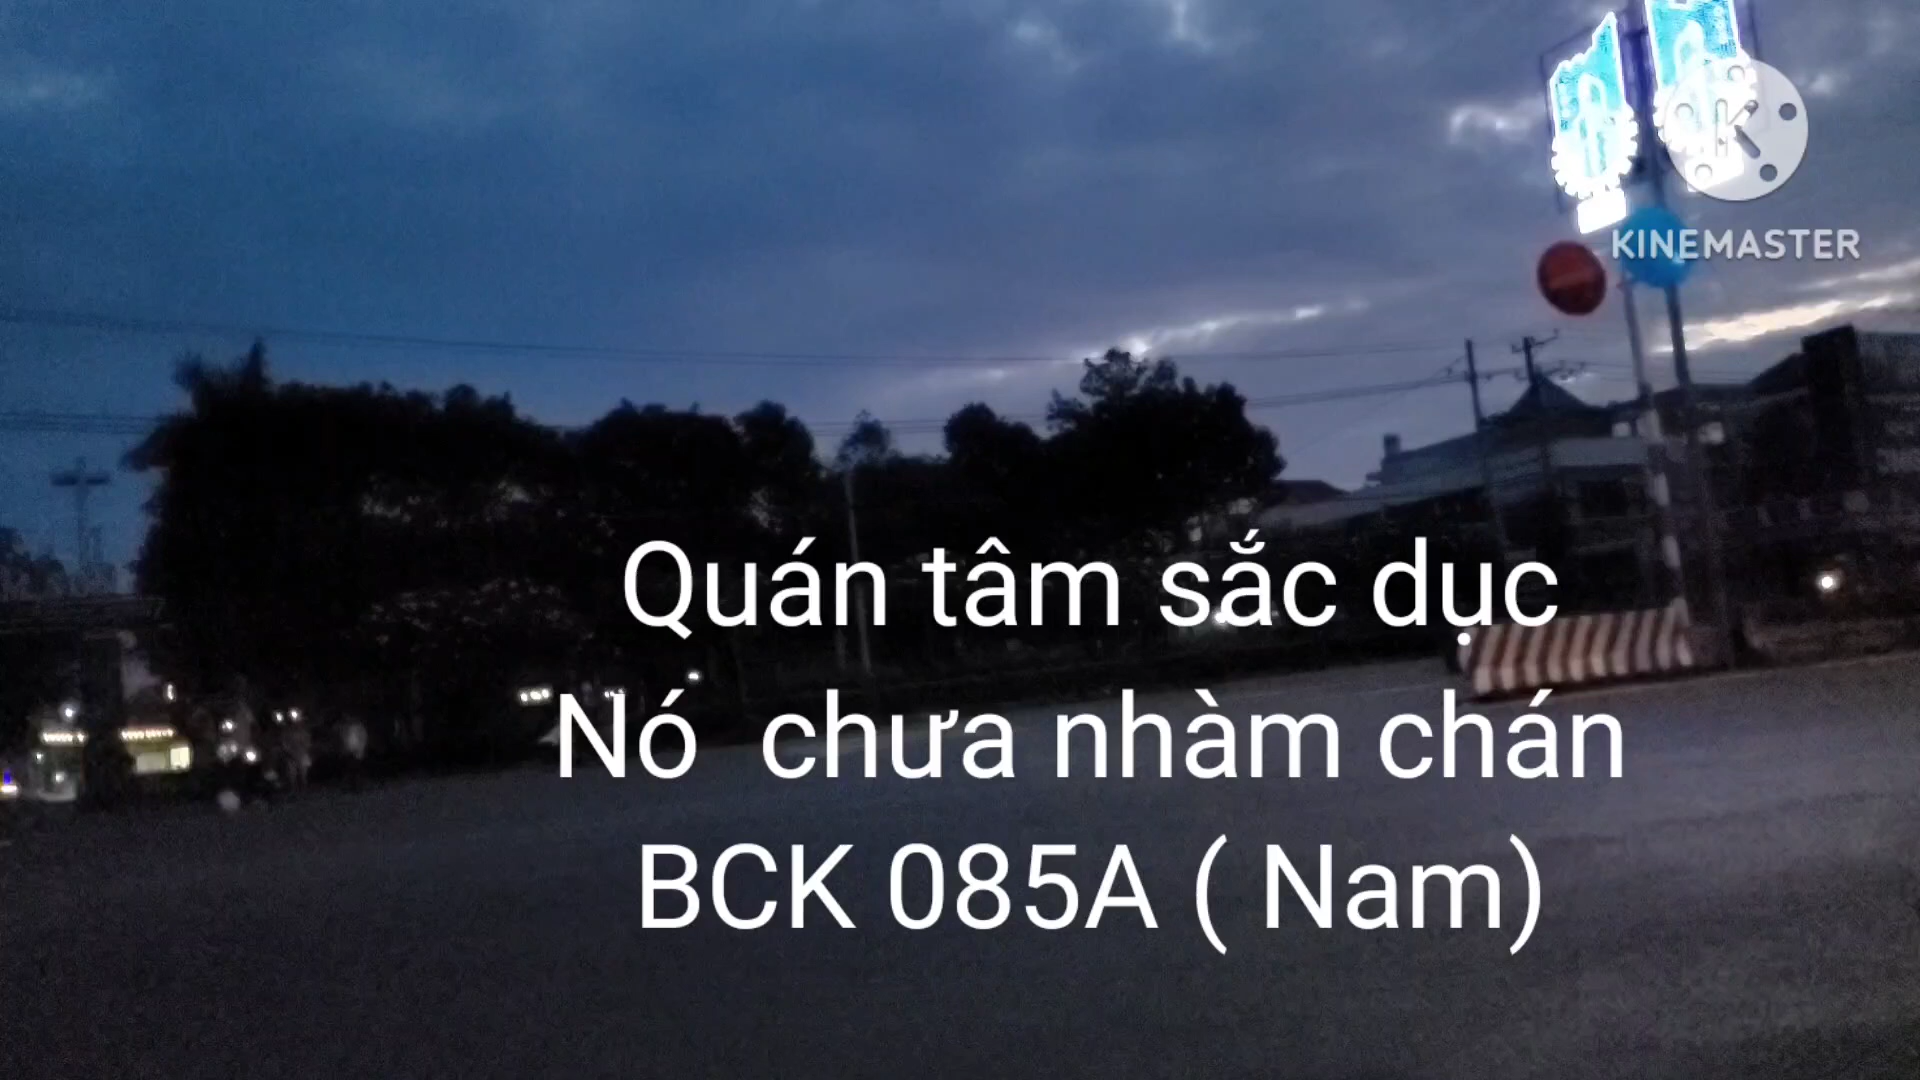 KINEMASTER
Quán tâm sắc dục
Nó chưa nhàm chán
BCK 085A ( Nam)